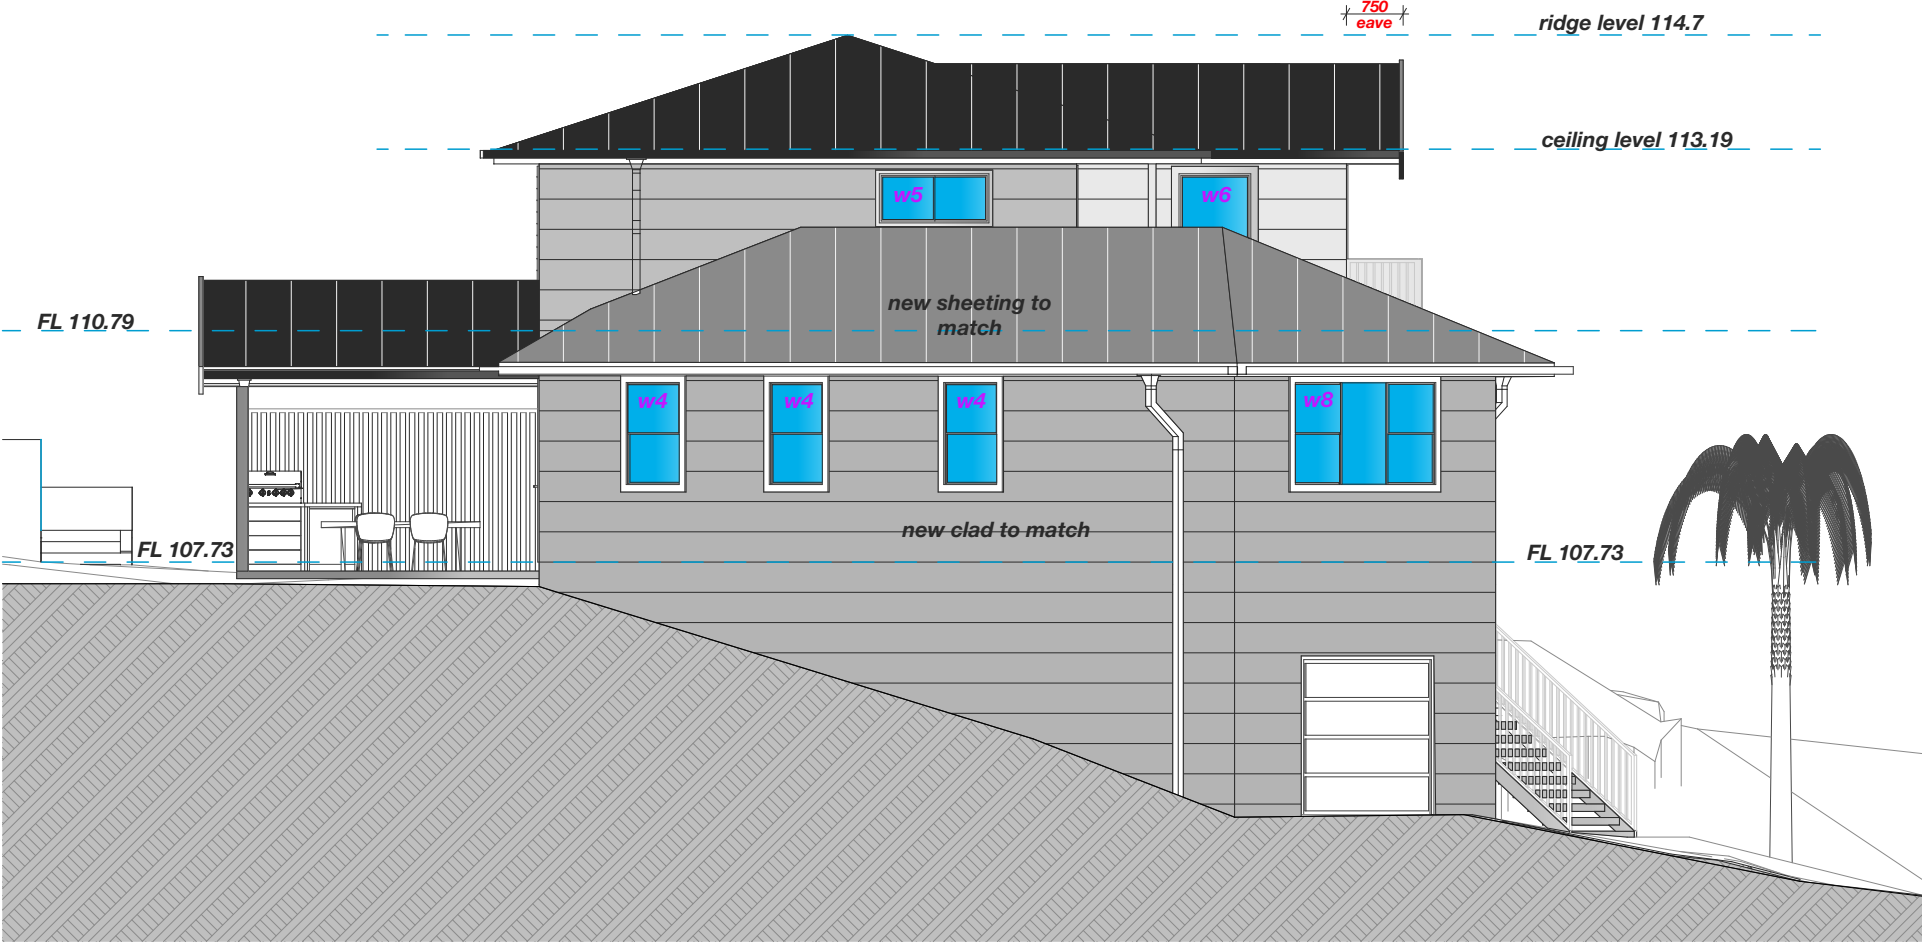 750
eave
ridge level 114.7
ceiling level 113.19
w5
w6
new sheeting to
match
FL 110.79
w4
w4
w4
w8
new clad to match
FL 107.73
FL 107.73